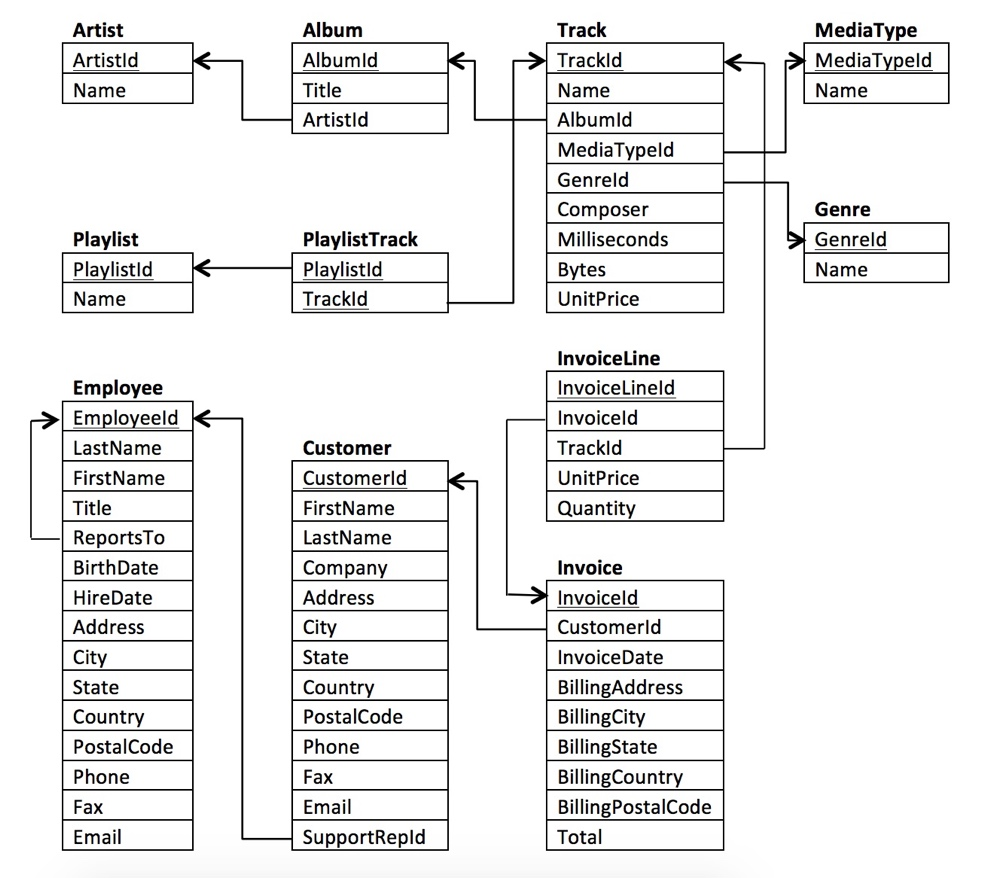 Artist
ArtistId
Name
Album
AlbumId
Title
ArtistId
Track
TrackId
Name
AlbumId
MediaTypeId
GenreId
Composer
Milliseconds
Bytes
UnitPrice
MediaType
MediaTypeId
Name
Genre
GenreId
Name
Playlist
PlaylistId
Name
PlaylistTrack
PlaylistId
TrackId
InvoiceLine
InvoiceLineId
InvoiceId
TrackId
UnitPrice
Quantity
Employee
EmployeeId
LastName
FirstName
Title
ReportsTo
BirthDate
HireDate
Address
City
State
Country
PostalCode
Phone
Fax
Email
Customer
CustomerId
FirstName
LastName
Company
Address
City
State
Country
PostalCode
Phone
Fax
Email
SupportRepId
Invoice
InvoiceId
CustomerId
InvoiceDate
BillingAddress
BillingCity
BillingState
BillingCountry
BillingPostalCode
Total